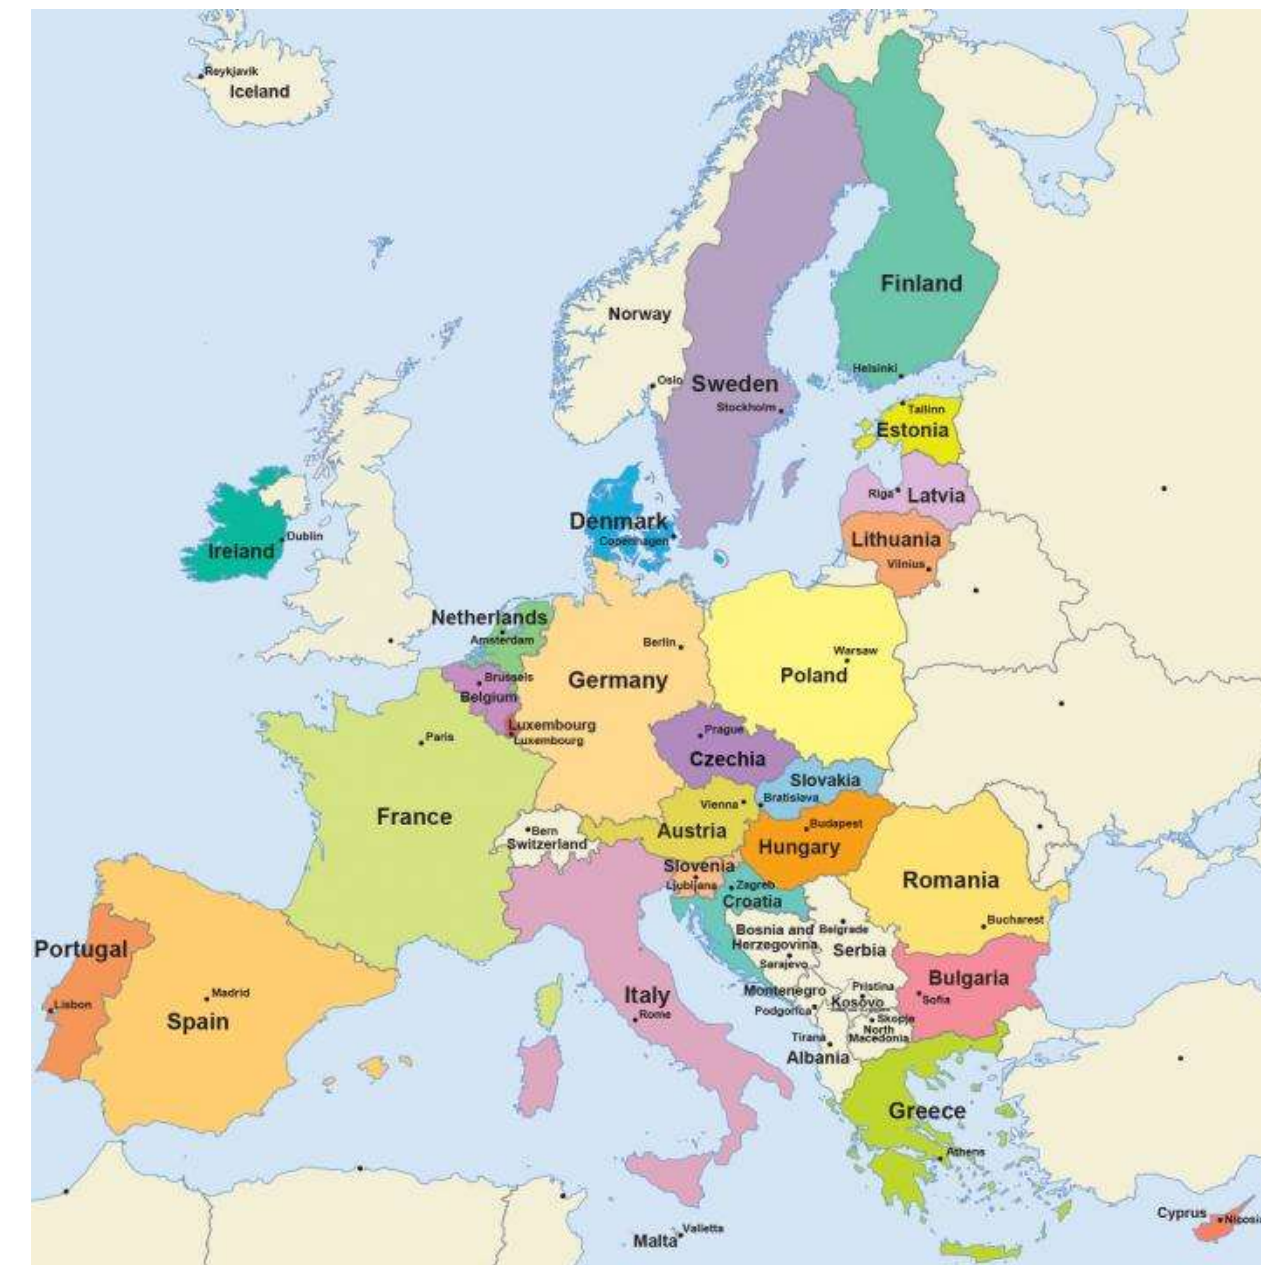 Reykjavik
Iceland
Finland
Norway
Helsinki
Oslo
Sweden
Stockholm
Tallinn
Estonia
Riga
Latvia
Denmark
Copenhagen
Dublin
Ireland
Lithuania
Vilnius
Netherlands
Amsterdam
Berlin
Warsaw
Germany
Poland
Brussels
Belgium
Luxembourg
Luxembourg
Paris
Prague
Czechia
Slovakia
Bratislava
Vienna
France
Bern
Switzerland
Austria
Budapest
Hungary
Slovenia
Ljubljana
Zagreb
Croatia
Romania
Bucharest
Bosnia and
Herzegovina
Sarajevo
Belgrade
Serbia
Portugal
Lisbon
Madrid
Spain
Bulgaria
Sofia
Italy
Rome
Montenegro
Podgorica
Pristina
Kosovo
Skopje
North
Macedonia
Tirana
Albania
Greece
Athens
Malta
Valletta
Cyprus